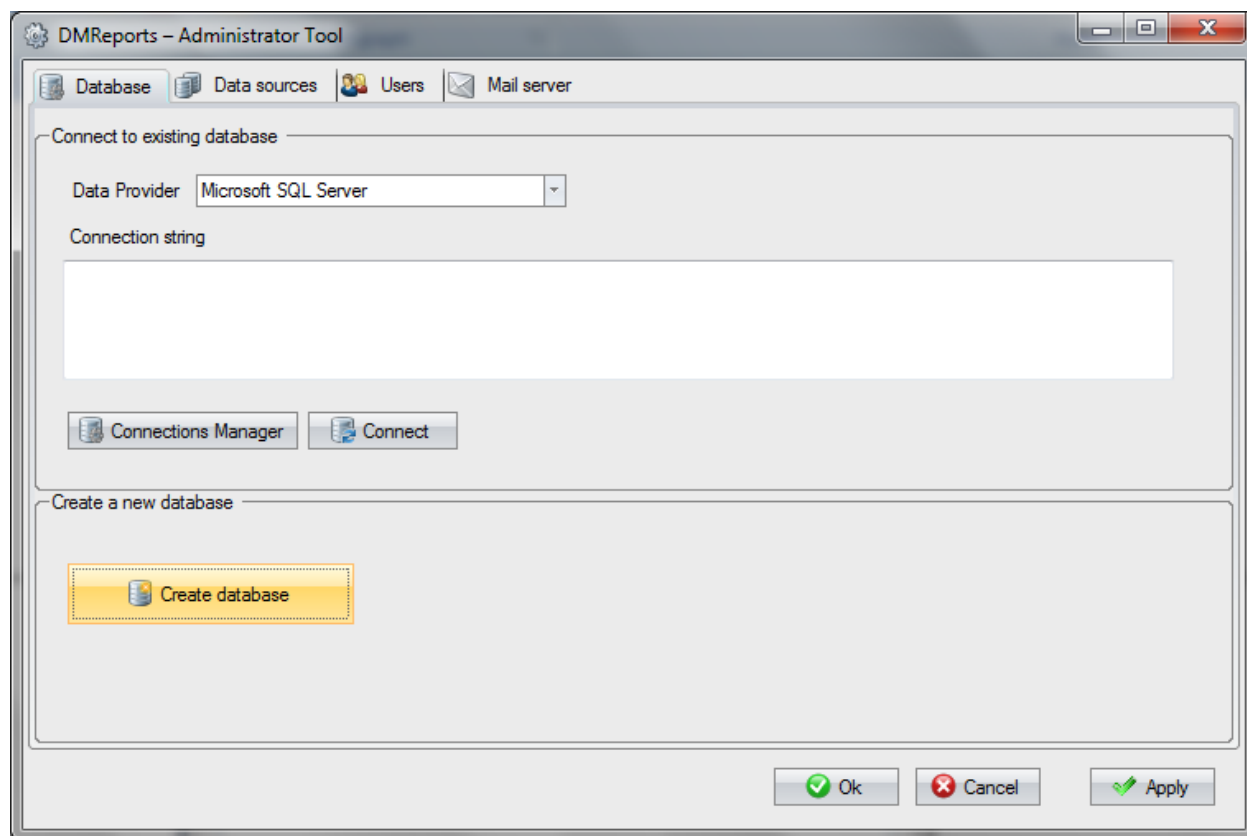 DMReports – Administrator Tool
Database Data sources Users Mail server
Connect to existing database
Data Provider Microsoft SQL Server
Connection string
Connections Manager Connect
Create a new database
Create database
Ok Cancel Apply